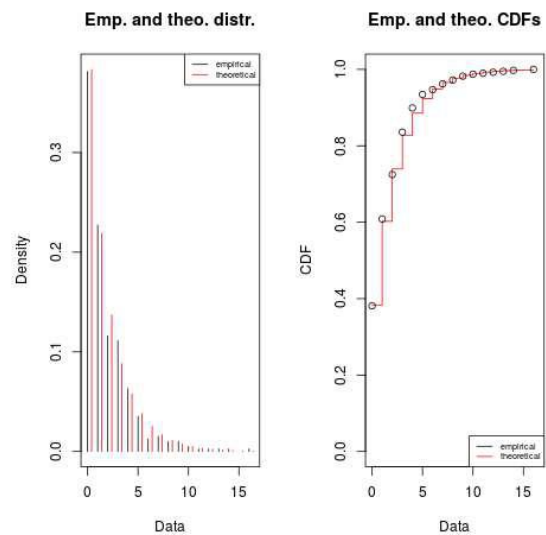 Emp. and theo. distr.
empirical
theoretical
Density
0.0
0.1
0.2
0.3
0 5 10 15
Data
Emp. and theo. CDFs
CDF
0.0
0.2
0.4
0.6
0.8
1.0
empirical
theoretical
0 5 10 15
Data